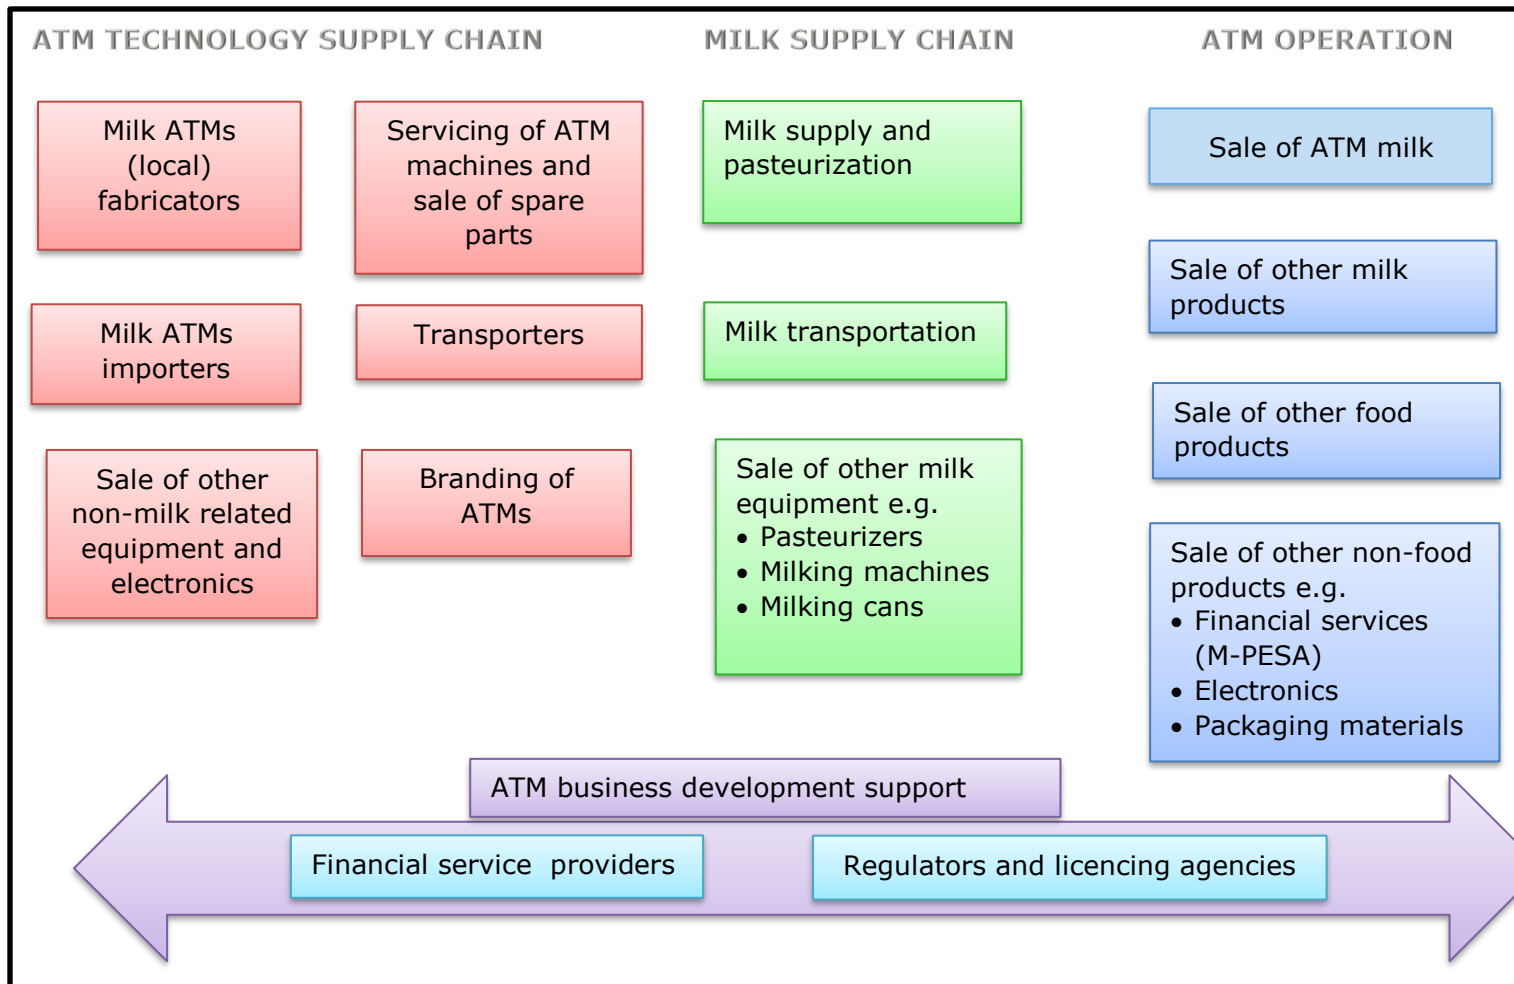 ATM TECHNOLOGY SUPPLY CHAIN
MILK SUPPLY CHAIN
ATM OPERATION
Milk ATMs
(local)
fabricators
Servicing of ATM
machines and
sale of spare
parts
Milk supply and
pasteurization
Sale of ATM milk
Sale of other milk
products
Milk ATMs
importers
Transporters
Milk transportation
Sale of other food
products
Sale of other
non-milk related
equipment and
electronics
Branding of
ATMs
Sale of other milk
equipment e.g.
• Pasteurizers
• Milking machines
• Milking cans
Sale of other non-food
products e.g.
• Financial services
(M-PESA)
• Electronics
• Packaging materials
ATM business development support
Financial service  providers
Regulators and licencing agencies